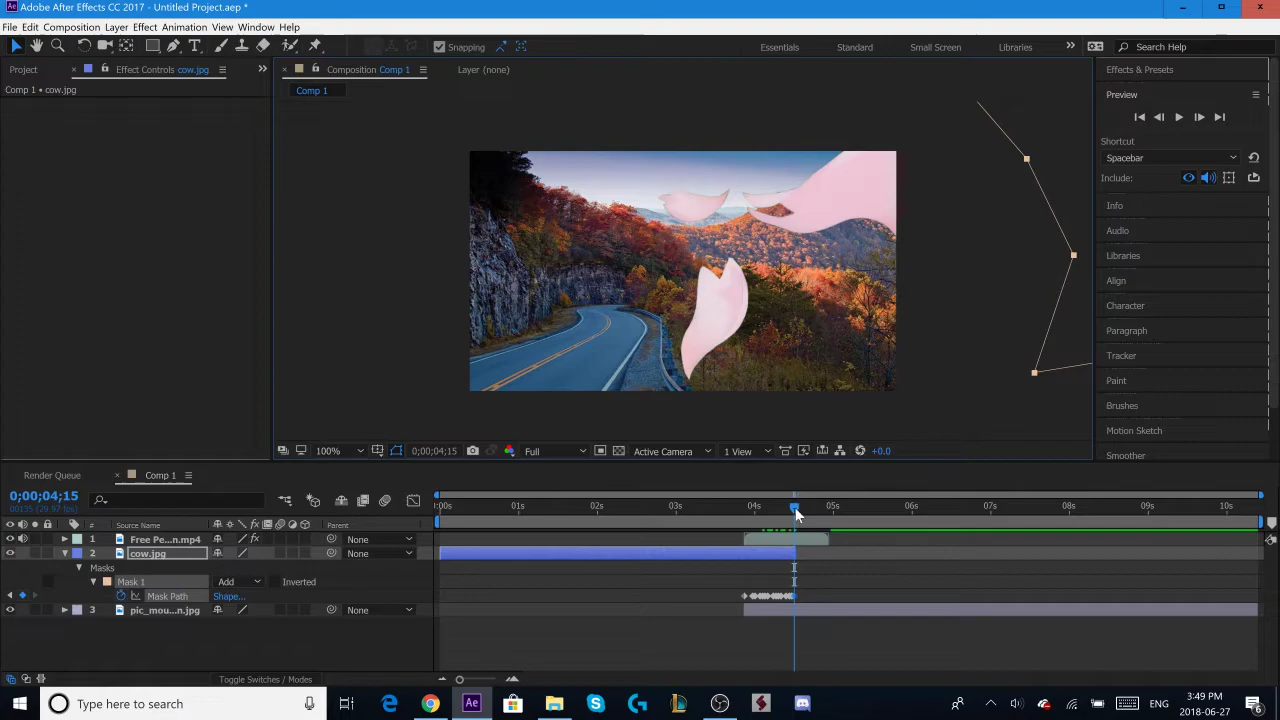 Adobe After Effects CC 2017 - Untitled Project.aep *
File Edit Composition Layer Effect Animation View Window Help
Snapping Essentials Standard Small Screen Libraries Search Help
Project Effect Controls cow.jpg
Comp 1 • cow.jpg
Composition Comp 1 Layer (none)
Comp 1
Effects & Presets
Preview
Shortcut
Spacebar
Include:
Info
Audio
Libraries
Align
Character
Paragraph
Tracker
Paint
Brushes
Motion Sketch
Smoother
100% 0;00;04;15 Full Active Camera 1 View +0.0
Render Queue Comp 1
0;00;04;15
00135 (29.97 fps)
:00s 01s 02s 03s 04s 05s 06s 07s 08s 09s 10s
# Source Name Parent
1 Free Pe...n.mp4 None
2 cow.jpg None
Masks
Mask 1 Add Inverted
Mask Path Shape...
3 pic_mou...n.jpg None
Toggle Switches / Modes
Type here to search
3:49 PM
2018-06-27
6